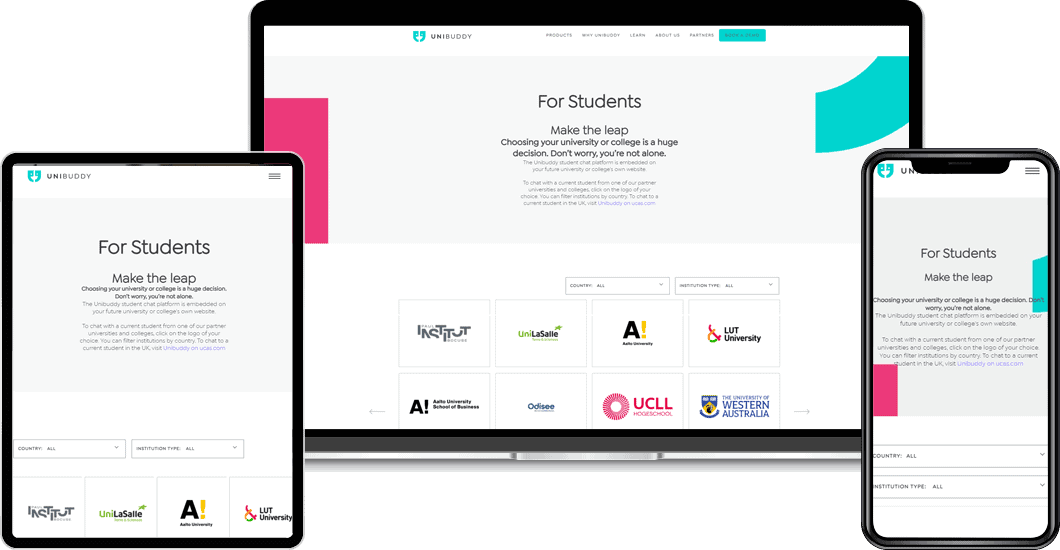 UNIBUDDY
PRODUCTS WHY UNIBUDDY LEARN ABOUT US PARTNERS BOOK A DEMO
For Students
Make the leap
Choosing your university or college is a huge
decision. Don't worry, you're not alone.
The Unibuddy student chat platform is embedded on
your future university or college's own website.
To chat with a current student from one of our partner
universities and colleges, click on the logo of your
choice. You can filter institutions by country. To chat to a
current student in the UK, visit Unibuddy on ucas.com
COUNTRY: ALL INSTITUTION TYPE: ALL
PAUL
INSTITUT
BOCUSE
UniLaSalle
Terre & Sciences
A!
Aalto University
LUT
University
A! Aalto University
School of Business
Odisee
UCLL
HOGESCHOOL
THE UNIVERSITY OF
WESTERN
AUSTRALIA
UNIBUDDY
For Students
Make the leap
Choosing your university or college is a huge decision.
Don't worry, you're not alone.
The Unibuddy student chat platform is embedded on
your future university or college's own website.
To chat with a current student from one of our partner
universities and colleges, click on the logo of your
choice. You can filter institutions by country. To chat to a
current student in the UK, visit Unibuddy on ucas.com
COUNTRY: ALL INSTITUTION TYPE: ALL
INSTITUT
BOCUSE
UniLaSalle
Terre & Sciences
A!
Aalto University
LUT
University
For Students
Make the leap
Choosing your university or college is a huge decision. Don't
worry, you're not alone.
The Unibuddy student chat platform is embedded on your
future university or college's own website.
To chat with a current student from one of our partner
universities and colleges, click on the logo of your choice.
You can filter institutions by country. To chat to a current
student in the UK, visit Unibuddy on ucas.com
COUNTRY: ALL
INSTITUTION TYPE: ALL